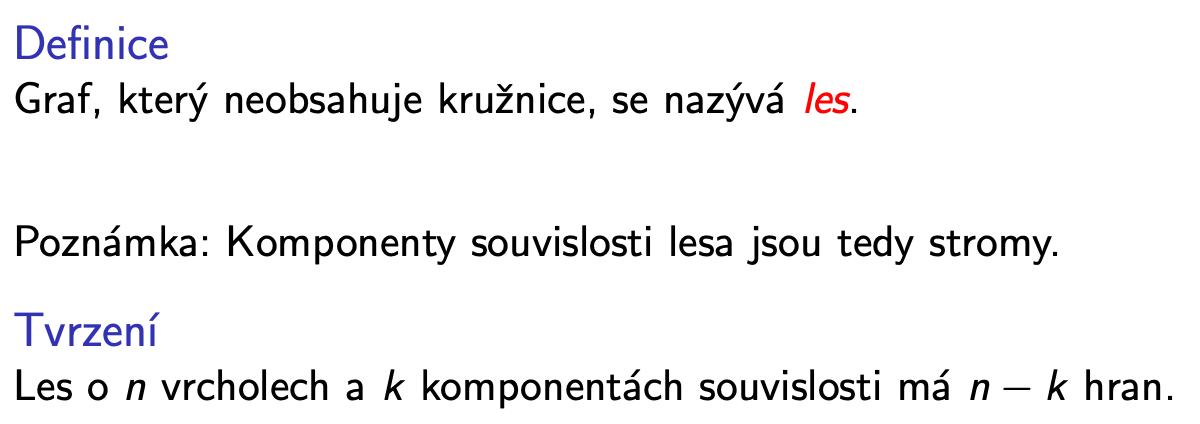 Definice
Graf, který neobsahuje kružnice, se nazývá les.
Poznámka: Komponenty souvislosti lesa jsou tedy stromy.
Tvrzení
Les o n vrcholech a k komponentách souvislosti má n − k hran.